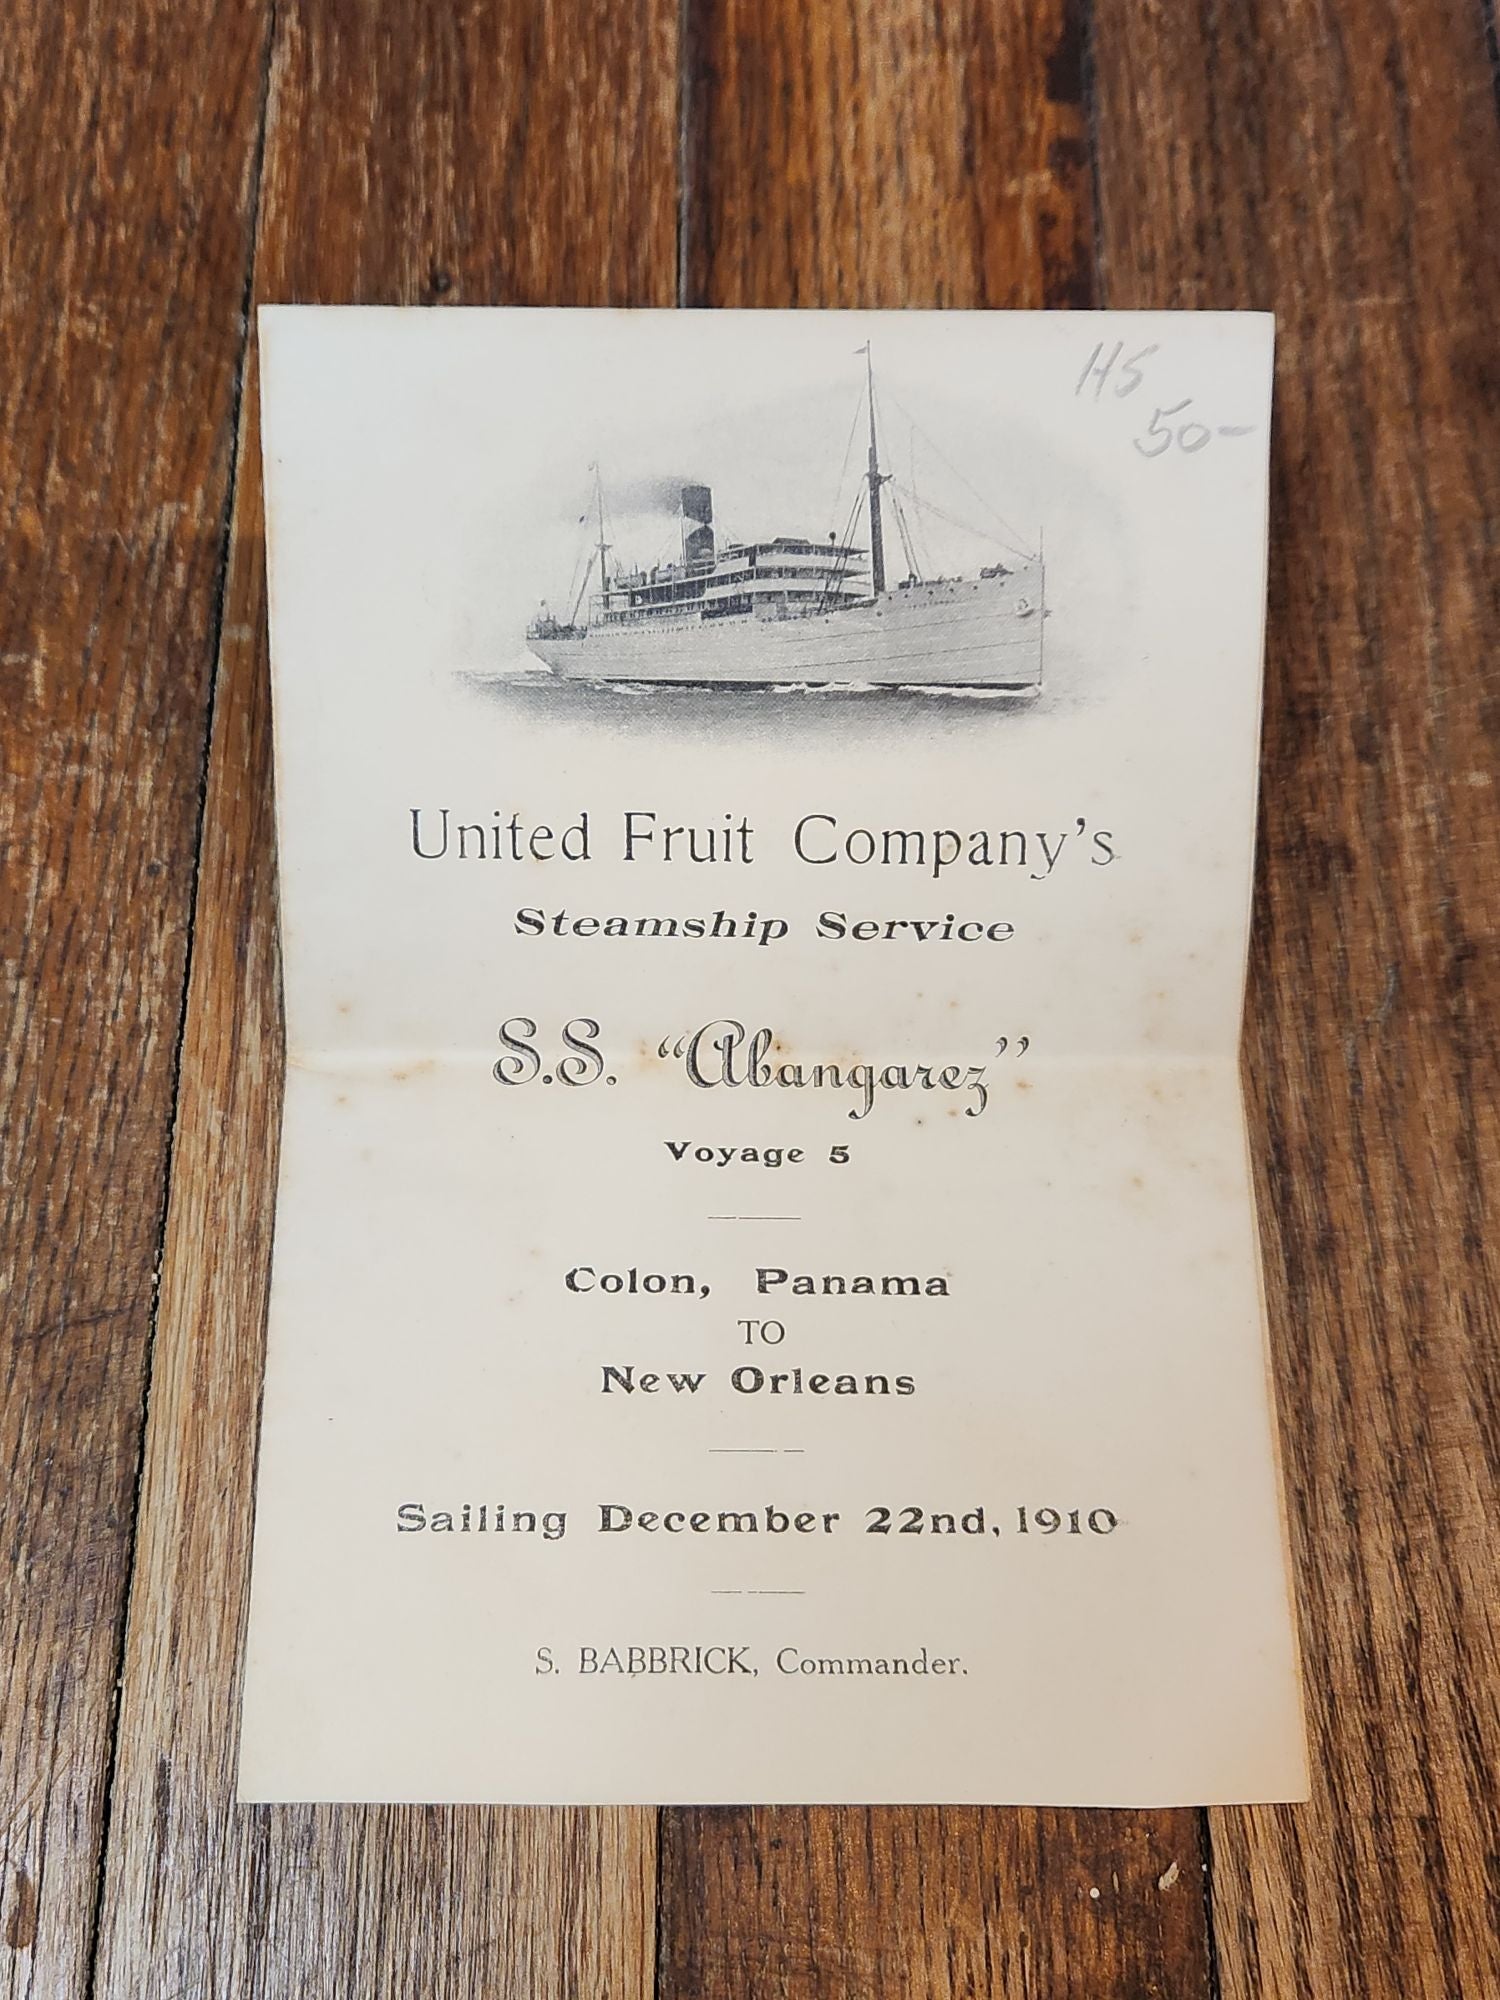 HS
50-
United Fruit Company's
Steamship Service
S.S. "Abangarez"
Voyage 5
Colon, Panama
TO
New Orleans
Sailing December 22nd, 1910
S. BABBRICK, Commander.